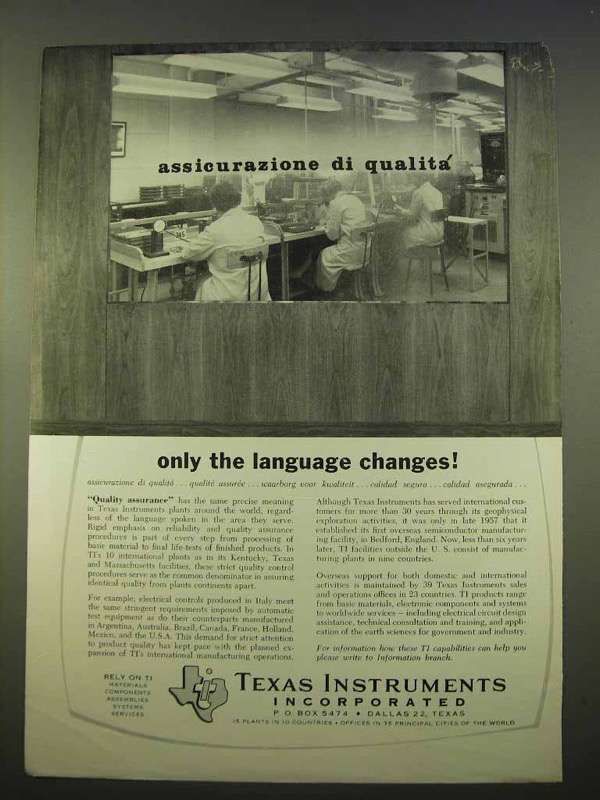 assicurazione di qualitá
only the language changes!
assicurazione di qualitá . . . qualité assurée . . . waarborg voor kwaliteit . . . calidad segura . . . calidad asegurada . . .
"Quality assurance" has the same precise meaning
in Texas Instruments plants around the world, regard-
less of the language spoken in the area they serve.
Rigid emphasis on reliability and quality assurance
procedures is part of every step from processing of
basic material to final life-tests of finished products. In
TI's 10 international plants as in its Kentucky, Texas
and Massachusetts facilities, these strict quality control
procedures serve as the common denominator in assuring
identical quality from plants continents apart.
For example, electrical controls produced in Italy meet
the same stringent requirements imposed by automatic
test equipment as do their counterparts manufactured
in Argentina, Australia, Brazil, Canada, France, Holland,
Mexico, and the U.S.A. This demand for strict attention
to product quality has kept pace with the planned ex-
pansion of TI's international manufacturing operations.
Although Texas Instruments has served international cus-
tomers for more than 30 years through its geophysical
exploration activities, it was only in late 1957 that it
established its first overseas semiconductor manufactur-
ing facility, in Bedford, England. Now, less than six years
later, TI facilities outside the U. S. consist of manufac-
turing plants in nine countries.
Overseas support for both domestic and international
activities is maintained by 39 Texas Instruments sales
and operations offices in 23 countries. TI products range
from basic materials, electronic components and systems
to worldwide services – including electrical circuit design
assistance, technical consultation and training, and appli-
cation of the earth sciences for government and industry.
For information how these TI capabilities can help you
please write to Information branch.
RELY ON TI
MATERIALS
COMPONENTS
ASSEMBLIES
SYSTEMS
SERVICES
TEXAS INSTRUMENTS
INCORPORATED
P. O. BOX 5474 • DALLAS 22, TEXAS
15 PLANTS IN 10 COUNTRIES • OFFICES IN 35 PRINCIPAL CITIES OF THE WORLD